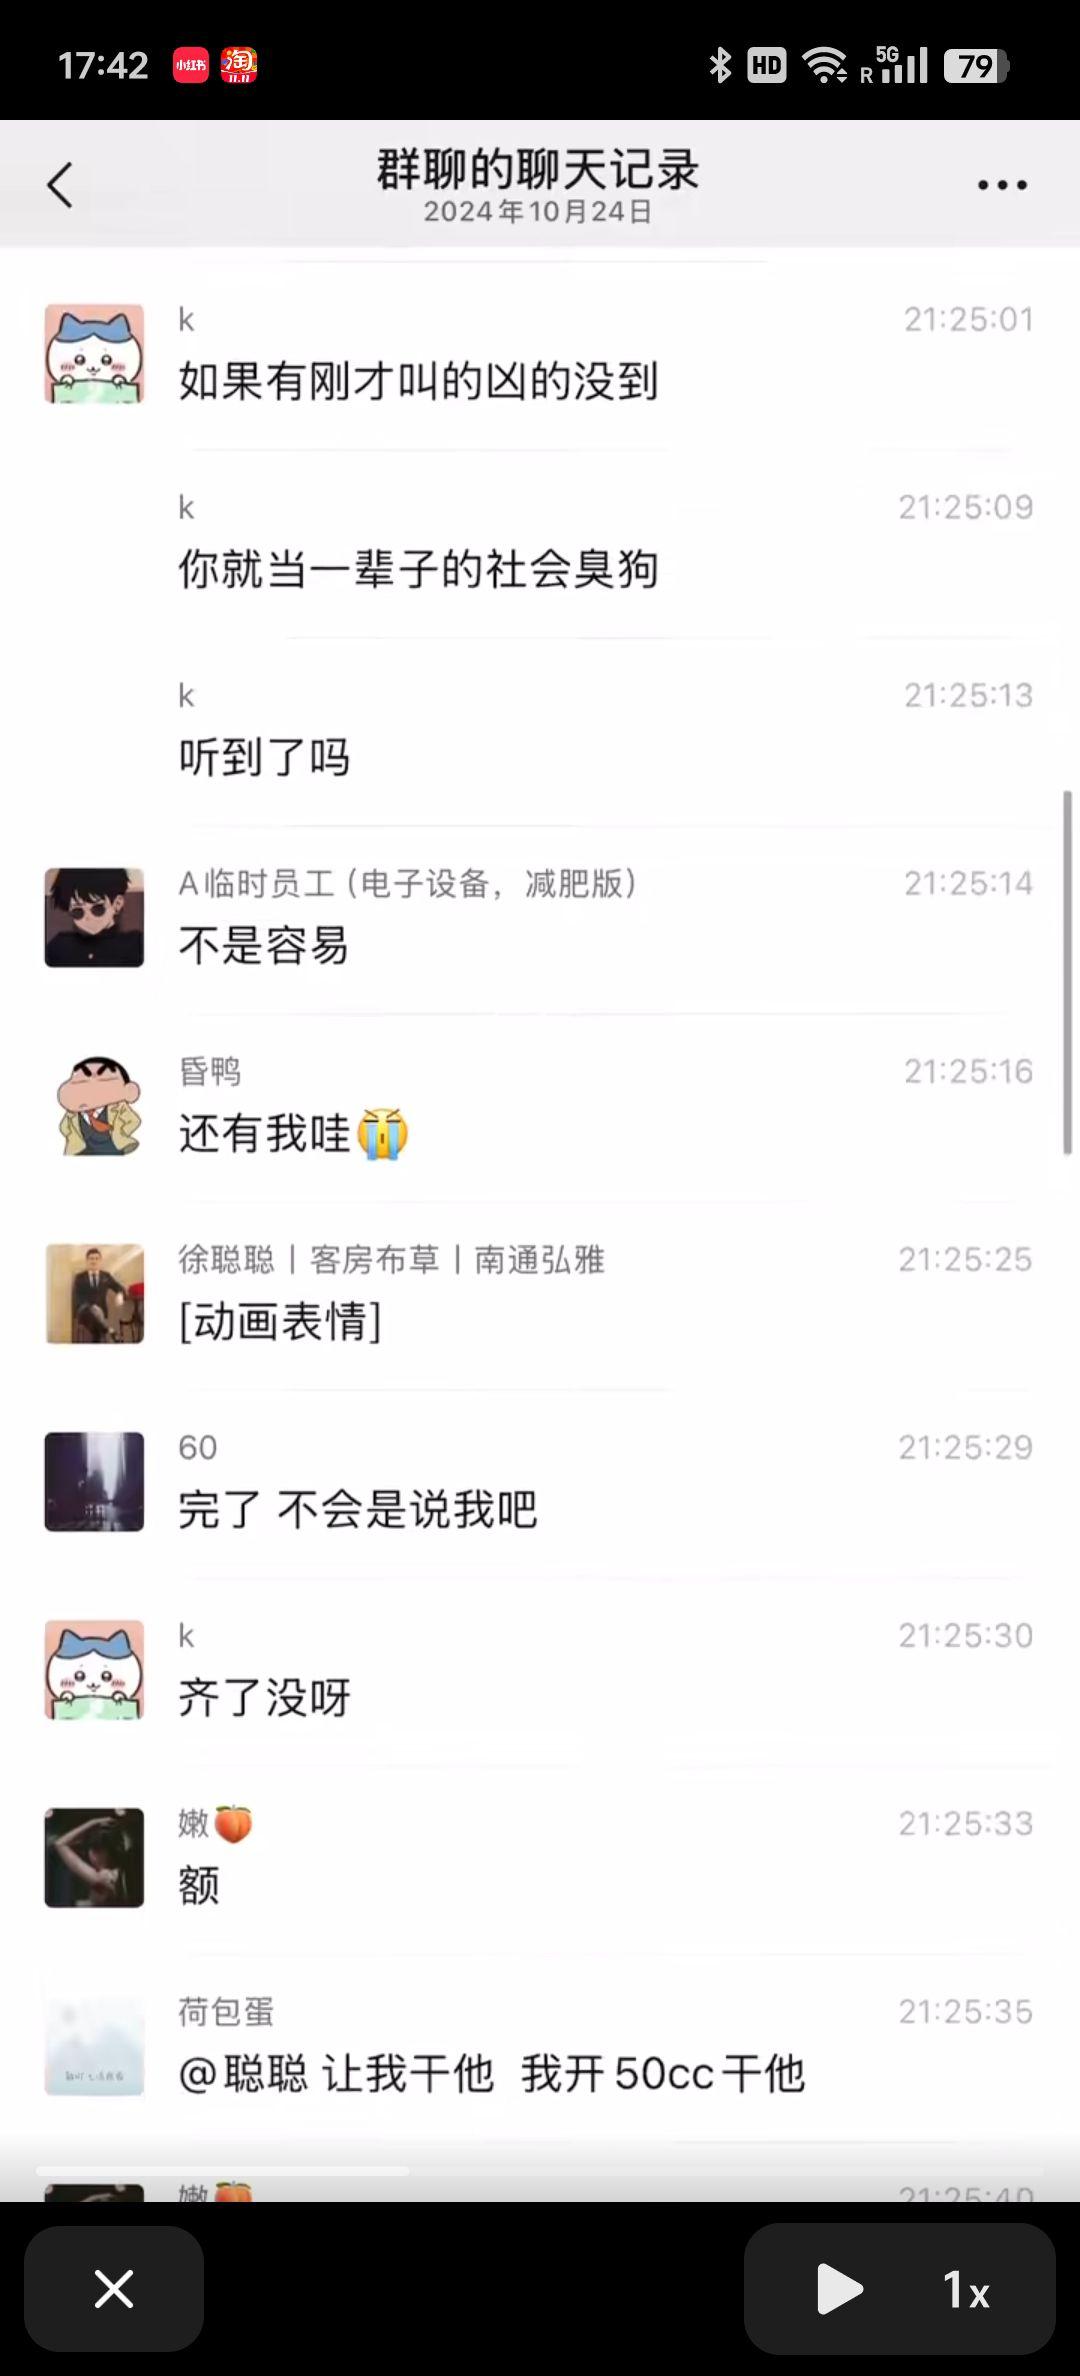 17:42 小红书 淘 11.11 HD 5G R 79
群聊的聊天记录
2024年10月24日
k 21:25:01
如果有刚才叫的凶的没到
k 21:25:09
你就当一辈子的社会臭狗
k 21:25:13
听到了吗
A临时员工（电子设备，减肥版） 21:25:14
不是容易
昏鸭 21:25:16
还有我哇😭
徐聪聪丨客房布草丨南通弘雅 21:25:25
[动画表情]
60 21:25:29
完了 不会是说我吧
k 21:25:30
齐了没呀
嫩🍑 21:25:33
额
荷包蛋 21:25:35
@聪聪 让我干他 我开50cc干他
嫩🍑 21:25:40
1x